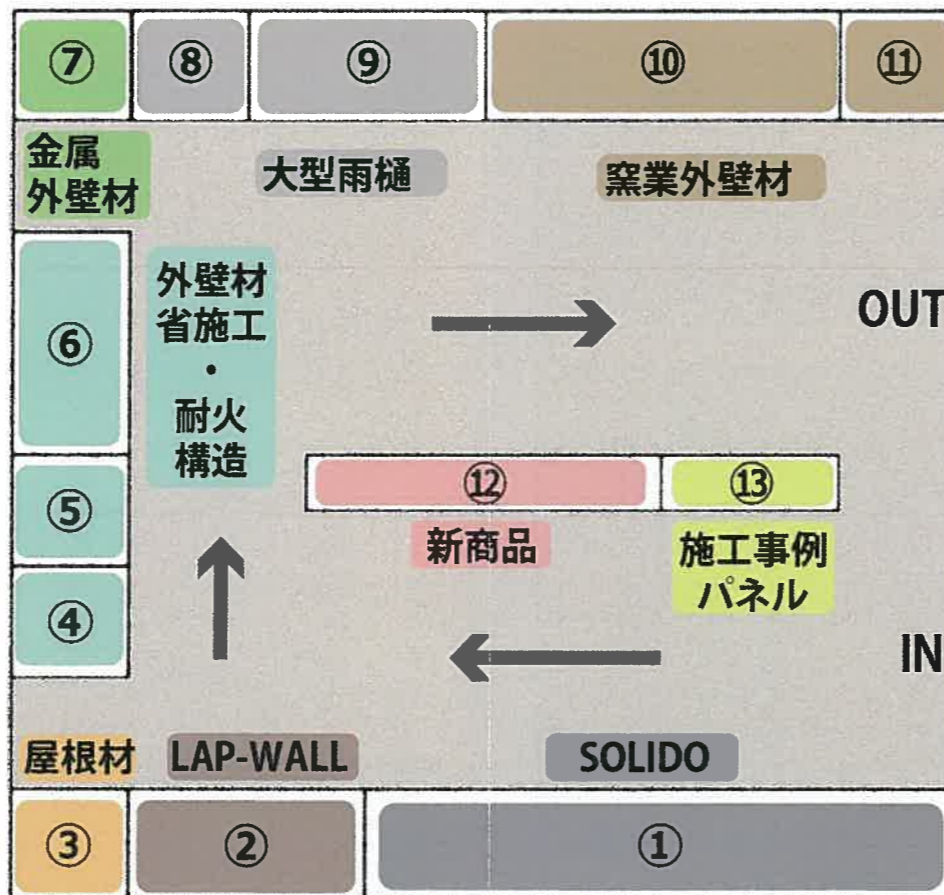 ⑦ ⑧ ⑨ ⑩ ⑪
金属
外壁材
大型雨樋
窯業外壁材
外壁材
省施工
・
耐火
構造
OUT
⑥
⑤
④
⑫ ⑬
新商品
施工事例
パネル
IN
屋根材
LAP-WALL
SOLIDO
③ ② ①